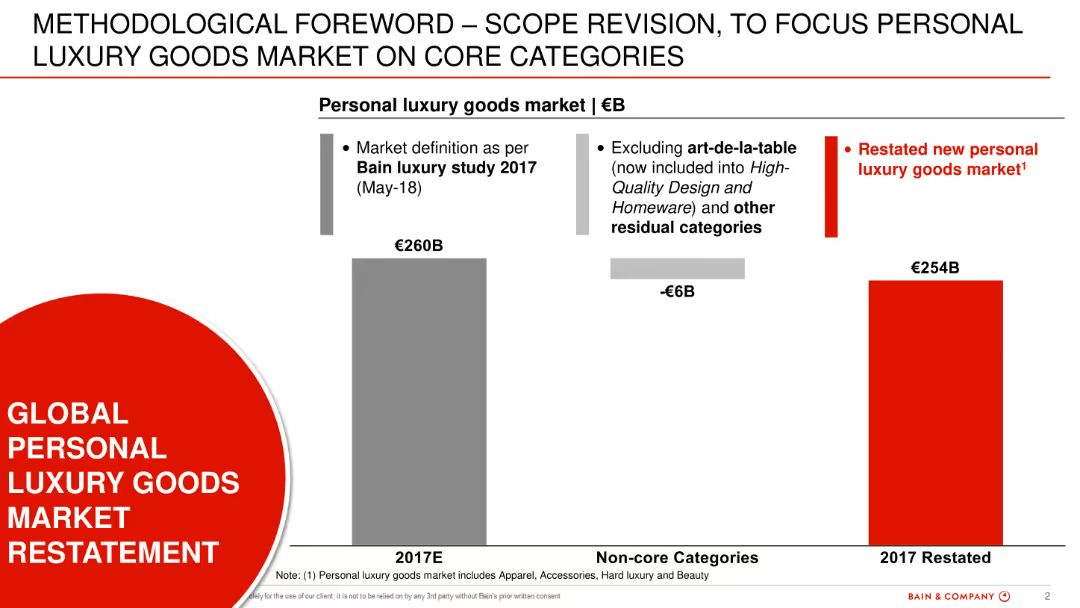 METHODOLOGICAL FOREWORD – SCOPE REVISION, TO FOCUS PERSONAL
LUXURY GOODS MARKET ON CORE CATEGORIES
Personal luxury goods market | €B
• Market definition as per
Bain luxury study 2017
(May-18)
• Excluding art-de-la-table
(now included into High-
Quality Design and
Homeware) and other
residual categories
• Restated new personal
luxury goods market¹
€260B
-€6B
€254B
GLOBAL
PERSONAL
LUXURY GOODS
MARKET
RESTATEMENT
2017E
Non-core Categories
2017 Restated
Note: (1) Personal luxury goods market includes Apparel, Accessories, Hard luxury and Beauty
for the use of our client; it is not to be relied on by any 3rd party without Bain's prior written consent
BAIN & COMPANY
2